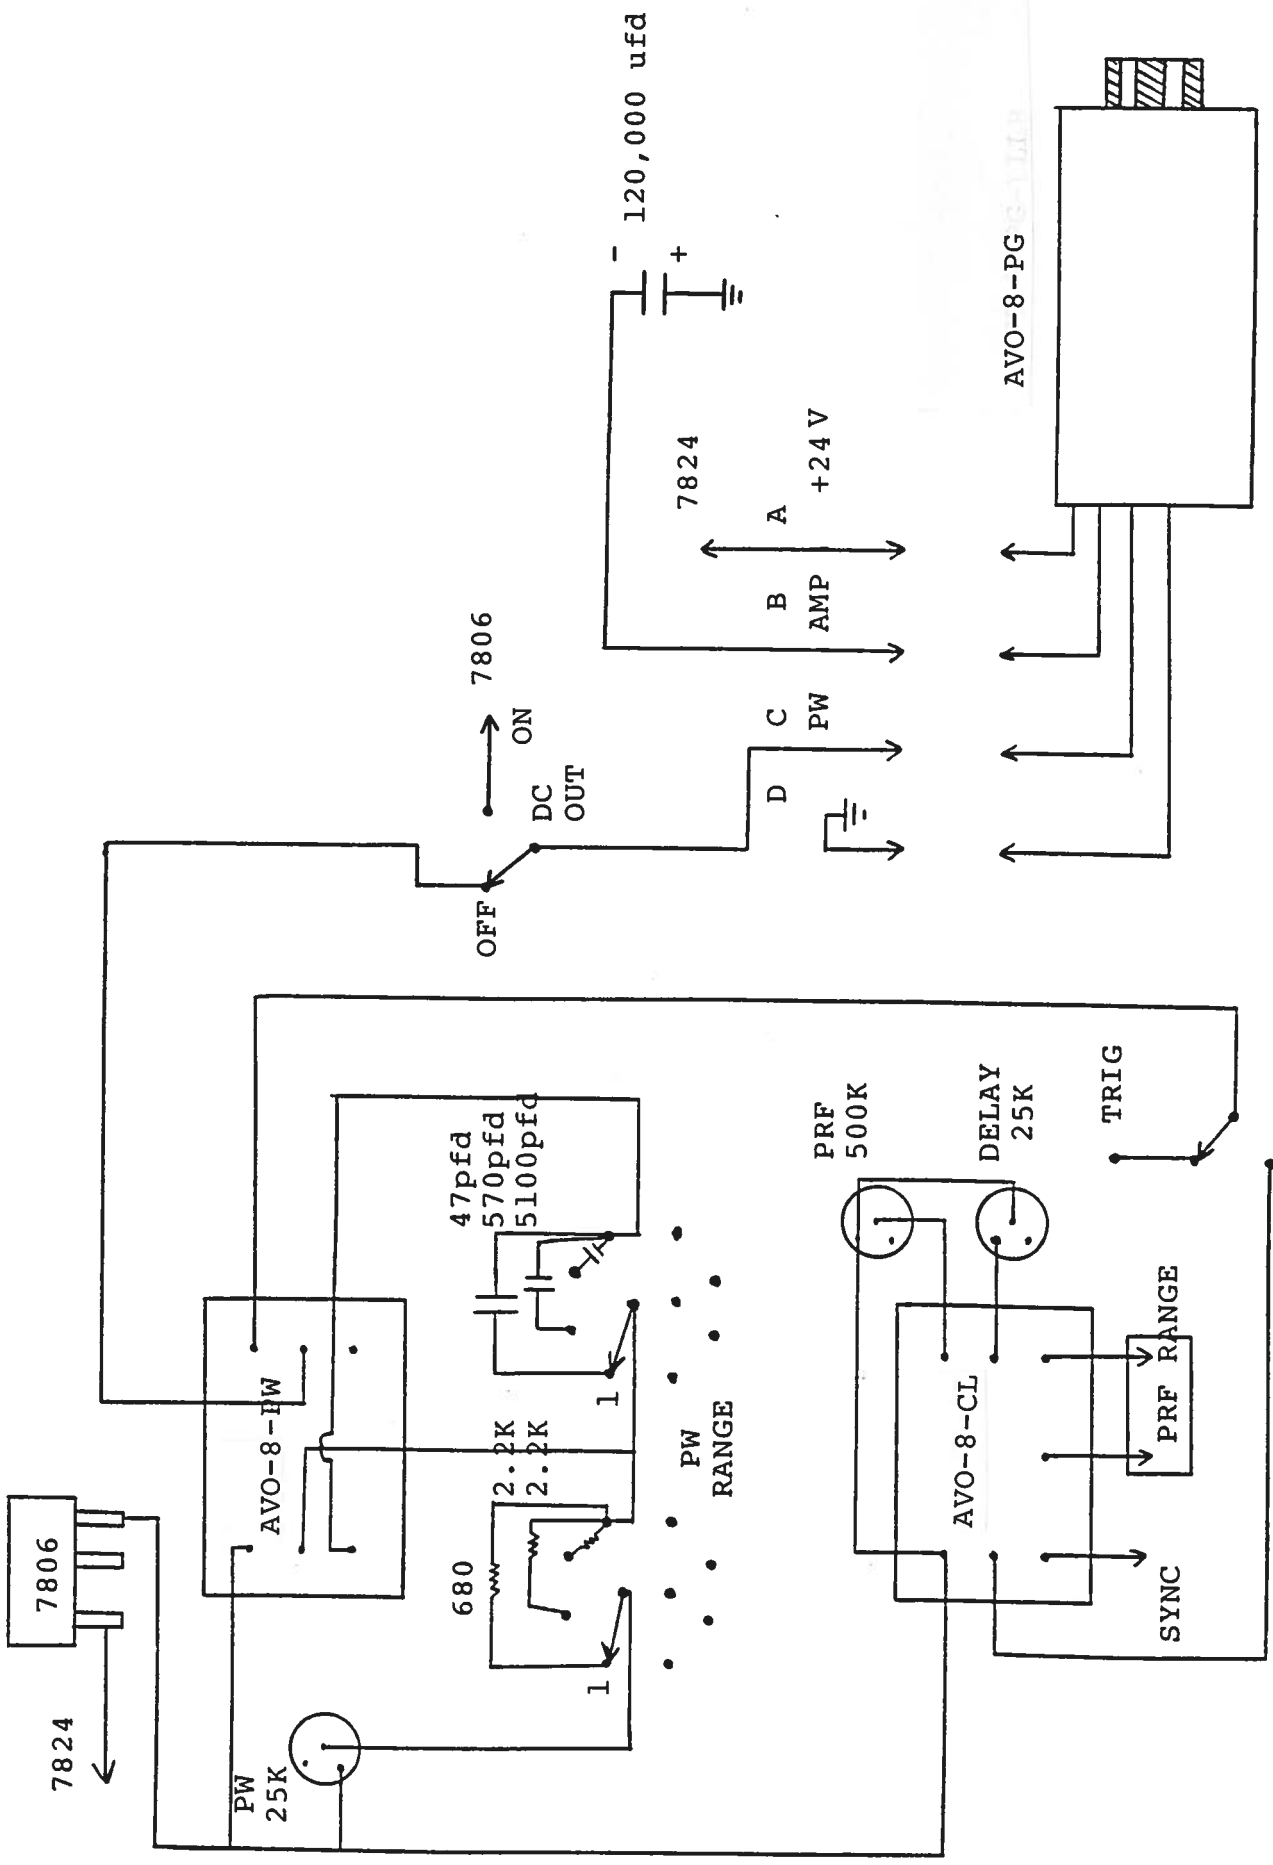 7824
7806
PW
25K
AVO-8-PW
680
2.2K
2.2K
47pfd
570pfd
5100pfd
1
1
PW
RANGE
PRF
500K
DELAY
25K
AVO-8-CL
SYNC
PRF RANGE
TRIG
OFF
DC
OUT
ON
7806
D
C
PW
B
AMP
A
+24V
7824
-
120,000 ufd
+
AVO-8-PG